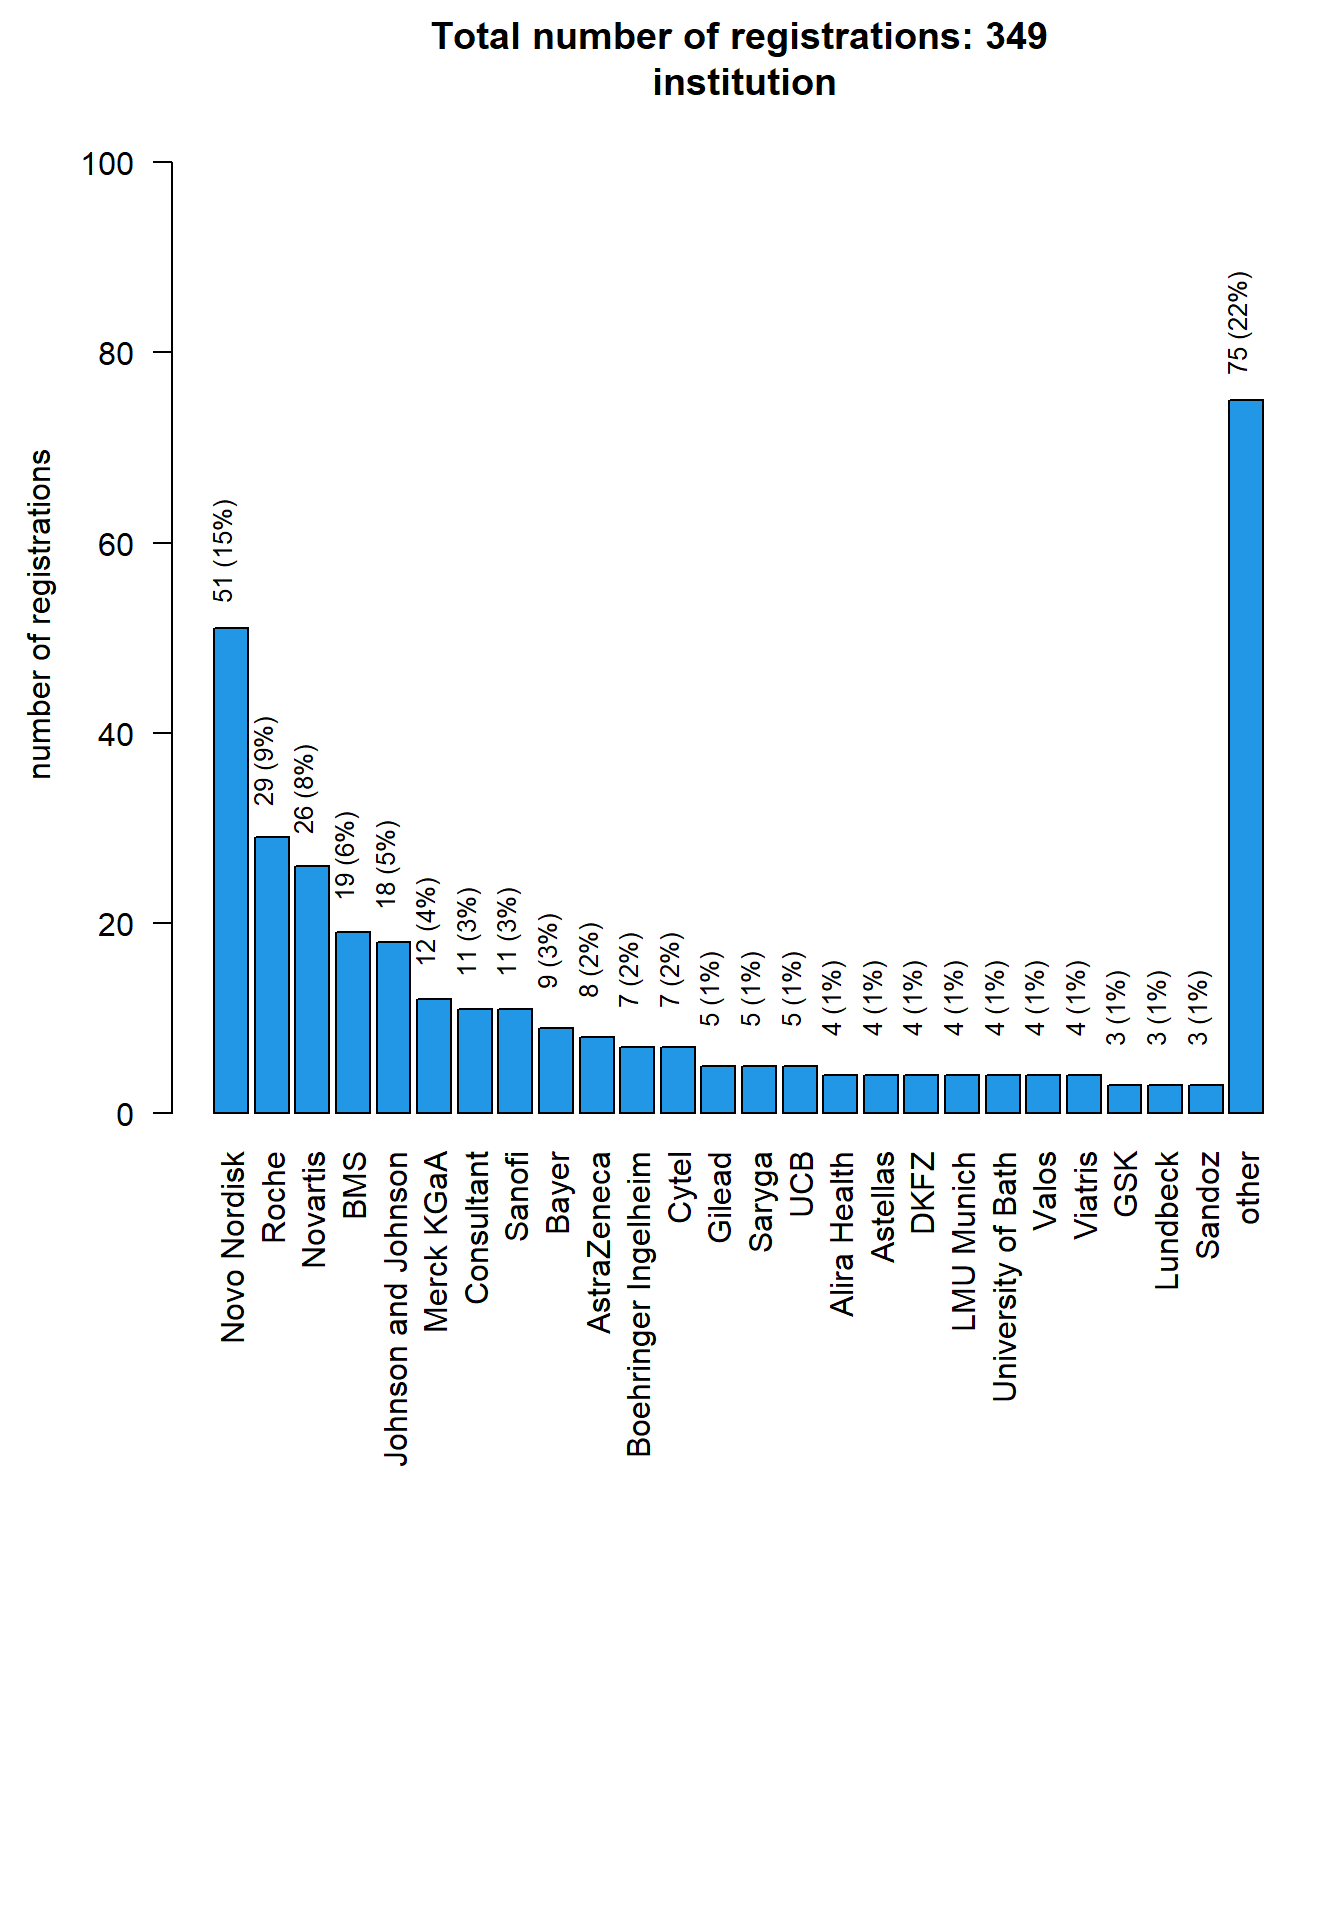 Total number of registrations: 349
institution
number of registrations
100
80
60
40
20
0
51 (15%)
29 (9%)
26 (8%)
19 (6%)
18 (5%)
12 (4%)
11 (3%)
11 (3%)
9 (3%)
8 (2%)
7 (2%)
7 (2%)
5 (1%)
5 (1%)
5 (1%)
4 (1%)
4 (1%)
4 (1%)
4 (1%)
4 (1%)
4 (1%)
4 (1%)
3 (1%)
3 (1%)
3 (1%)
75 (22%)
Novo Nordisk
Roche
Novartis
BMS
Johnson and Johnson
Merck KGaA
Consultant
Sanofi
Bayer
AstraZeneca
Boehringer Ingelheim
Cytel
Gilead
Saryga
UCB
Alira Health
Astellas
DKFZ
LMU Munich
University of Bath
Valos
Viatris
GSK
Lundbeck
Sandoz
other